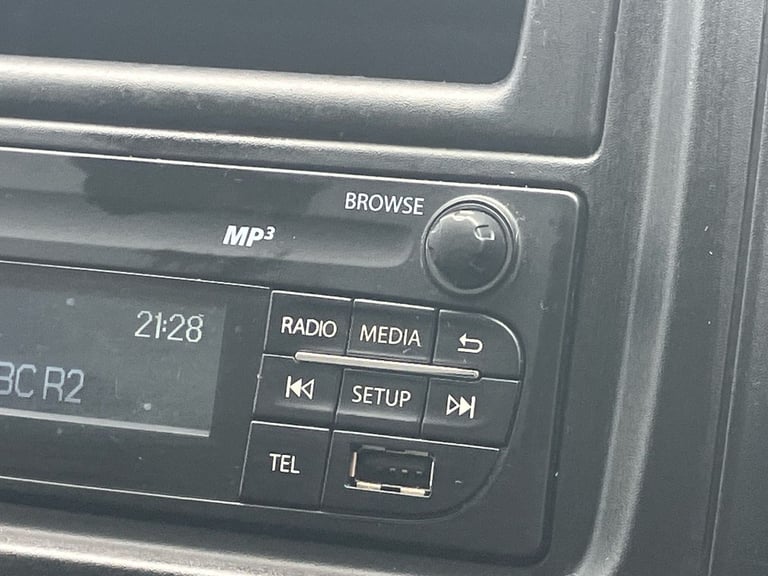 BROWSE
MP3
21:28
RADIO
MEDIA
BC R2
SETUP
TEL